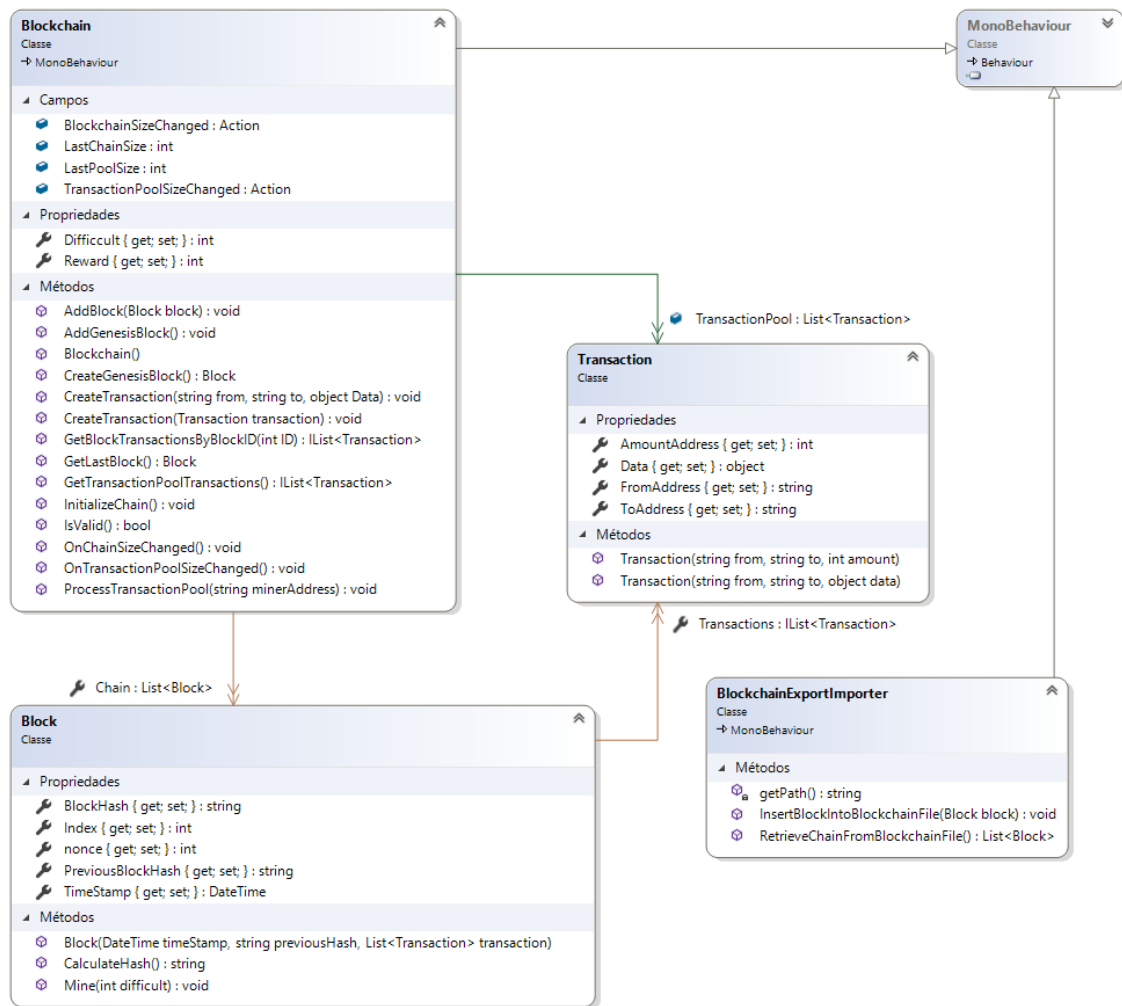 Blockchain
Classe
MonoBehaviour
Campos
BlockchainSizeChanged : Action
LastChainSize : int
LastPoolSize : int
TransactionPoolSizeChanged : Action
Propriedades
Difficcult { get; set; } : int
Reward { get; set; } : int
Métodos
AddBlock(Block block) : void
AddGenesisBlock() : void
Blockchain()
CreateGenesisBlock() : Block
CreateTransaction(string from, string to, object Data) : void
CreateTransaction(Transaction transaction) : void
GetBlockTransactionsByBlockID(int ID) : IList<Transaction>
GetLastBlock() : Block
GetTransactionPoolTransactions() : IList<Transaction>
InitializeChain() : void
IsValid() : bool
OnChainSizeChanged() : void
OnTransactionPoolSizeChanged() : void
ProcessTransactionPool(string minerAddress) : void
MonoBehaviour
Classe
Behaviour
TransactionPool : List<Transaction>
Transaction
Classe
Propriedades
AmountAddress { get; set; } : int
Data { get; set; } : object
FromAddress { get; set; } : string
ToAddress { get; set; } : string
Métodos
Transaction(string from, string to, int amount)
Transaction(string from, string to, object data)
Transactions : IList<Transaction>
Chain : List<Block>
Block
Classe
Propriedades
BlockHash { get; set; } : string
Index { get; set; } : int
nonce { get; set; } : int
PreviousBlockHash { get; set; } : string
TimeStamp { get; set; } : DateTime
Métodos
Block(DateTime timeStamp, string previousHash, List<Transaction> transaction)
CalculateHash() : string
Mine(int difficult) : void
BlockchainExportImporter
Classe
MonoBehaviour
Métodos
getPath() : string
InsertBlockIntoBlockchainFile(Block block) : void
RetrieveChainFromBlockchainFile() : List<Block>